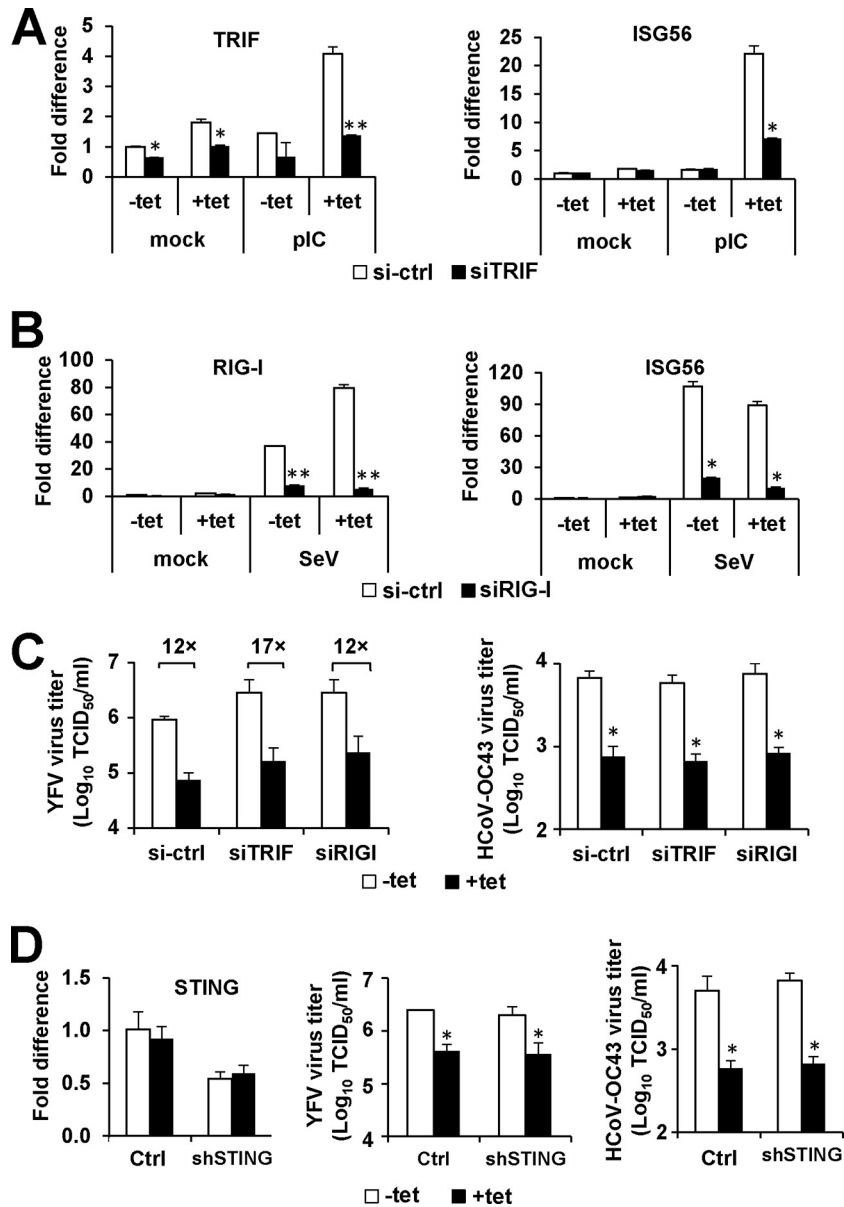 A
TRIF
Fold difference
5
4
3
2
1
0
*
*
**
-tet +tet -tet +tet
mock pIC
ISG56
Fold difference
25
20
15
10
5
0
*
-tet +tet -tet +tet
mock pIC
si-ctrl siTRIF
B
RIG-I
Fold difference
100
80
60
40
20
0
**
**
-tet +tet -tet +tet
mock SeV
ISG56
Fold difference
120
90
60
30
0
*
*
-tet +tet -tet +tet
mock SeV
si-ctrl siRIG-I
C
YFV virus titer
(Log10 TCID50/ml)
7
6
5
4
12× 17× 12×
si-ctrl siTRIF siRIGI
HCoV-OC43 virus titer
(Log10 TCID50/ml)
4
3
2
* * *
si-ctrl siTRIF siRIGI
-tet +tet
D
STING
Fold difference
1.5
1.0
0.5
0.0
Ctrl shSTING
YFV virus titer
(Log10 TCID50/ml)
7
6
5
4
* *
Ctrl shSTING
HCoV-OC43 virus titer
(Log10 TCID50/ml)
4
3
2
* *
Ctrl shSTING
-tet +tet